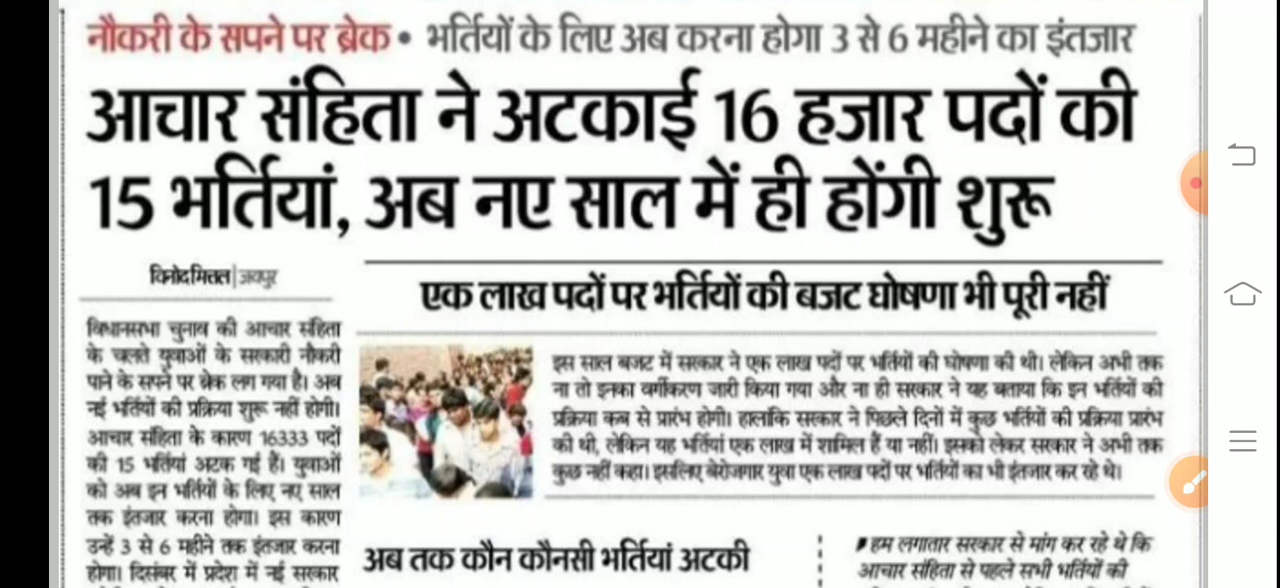 नौकरी के सपने पर ब्रेक • भर्तियों के लिए अब करना होगा 3 से 6 महीने का इंतजार
आचार संहिता ने अटकाई 16 हजार पदों की
15 भर्तियां, अब नए साल में ही होंगी शुरू
विनोद मित्तल | जयपुर
विधानसभा चुनाव की आचार संहिता
के चलते युवाओं के सरकारी नौकरी
पाने के सपने पर ब्रेक लग गया है। अब
नई भर्तियों की प्रक्रिया शुरू नहीं होगी।
आचार संहिता के कारण 16333 पदों
की 15 भर्तियां अटक गई हैं। युवाओं
को अब इन भर्तियों के लिए नए साल
तक इंतजार करना होगा। इस कारण
उन्हें 3 से 6 महीने तक इंतजार करना
होगा। दिसंबर में प्रदेश में नई सरकार
एक लाख पदों पर भर्तियों की बजट घोषणा भी पूरी नहीं
इस साल बजट में सरकार ने एक लाख पदों पर भर्तियों की घोषणा की थी। लेकिन अभी तक
ना तो इनका वर्गीकरण जारी किया गया और ना ही सरकार ने यह बताया कि इन भर्तियों की
प्रक्रिया कब से प्रारंभ होगी। हालांकि सरकार ने पिछले दिनों में कुछ भर्तियों की प्रक्रिया प्रारंभ
की थी, लेकिन यह भर्तियां एक लाख में शामिल हैं या नहीं। इसको लेकर सरकार ने अभी तक
कुछ नहीं कहा। इसलिए बेरोजगार युवा एक लाख पदों पर भर्तियों का भी इंतजार कर रहे थे।
अब तक कौन कौनसी भर्तियां अटकी
हम लगातार सरकार से मांग कर रहे थे कि
आचार संहिता से पहले सभी भर्तियों की